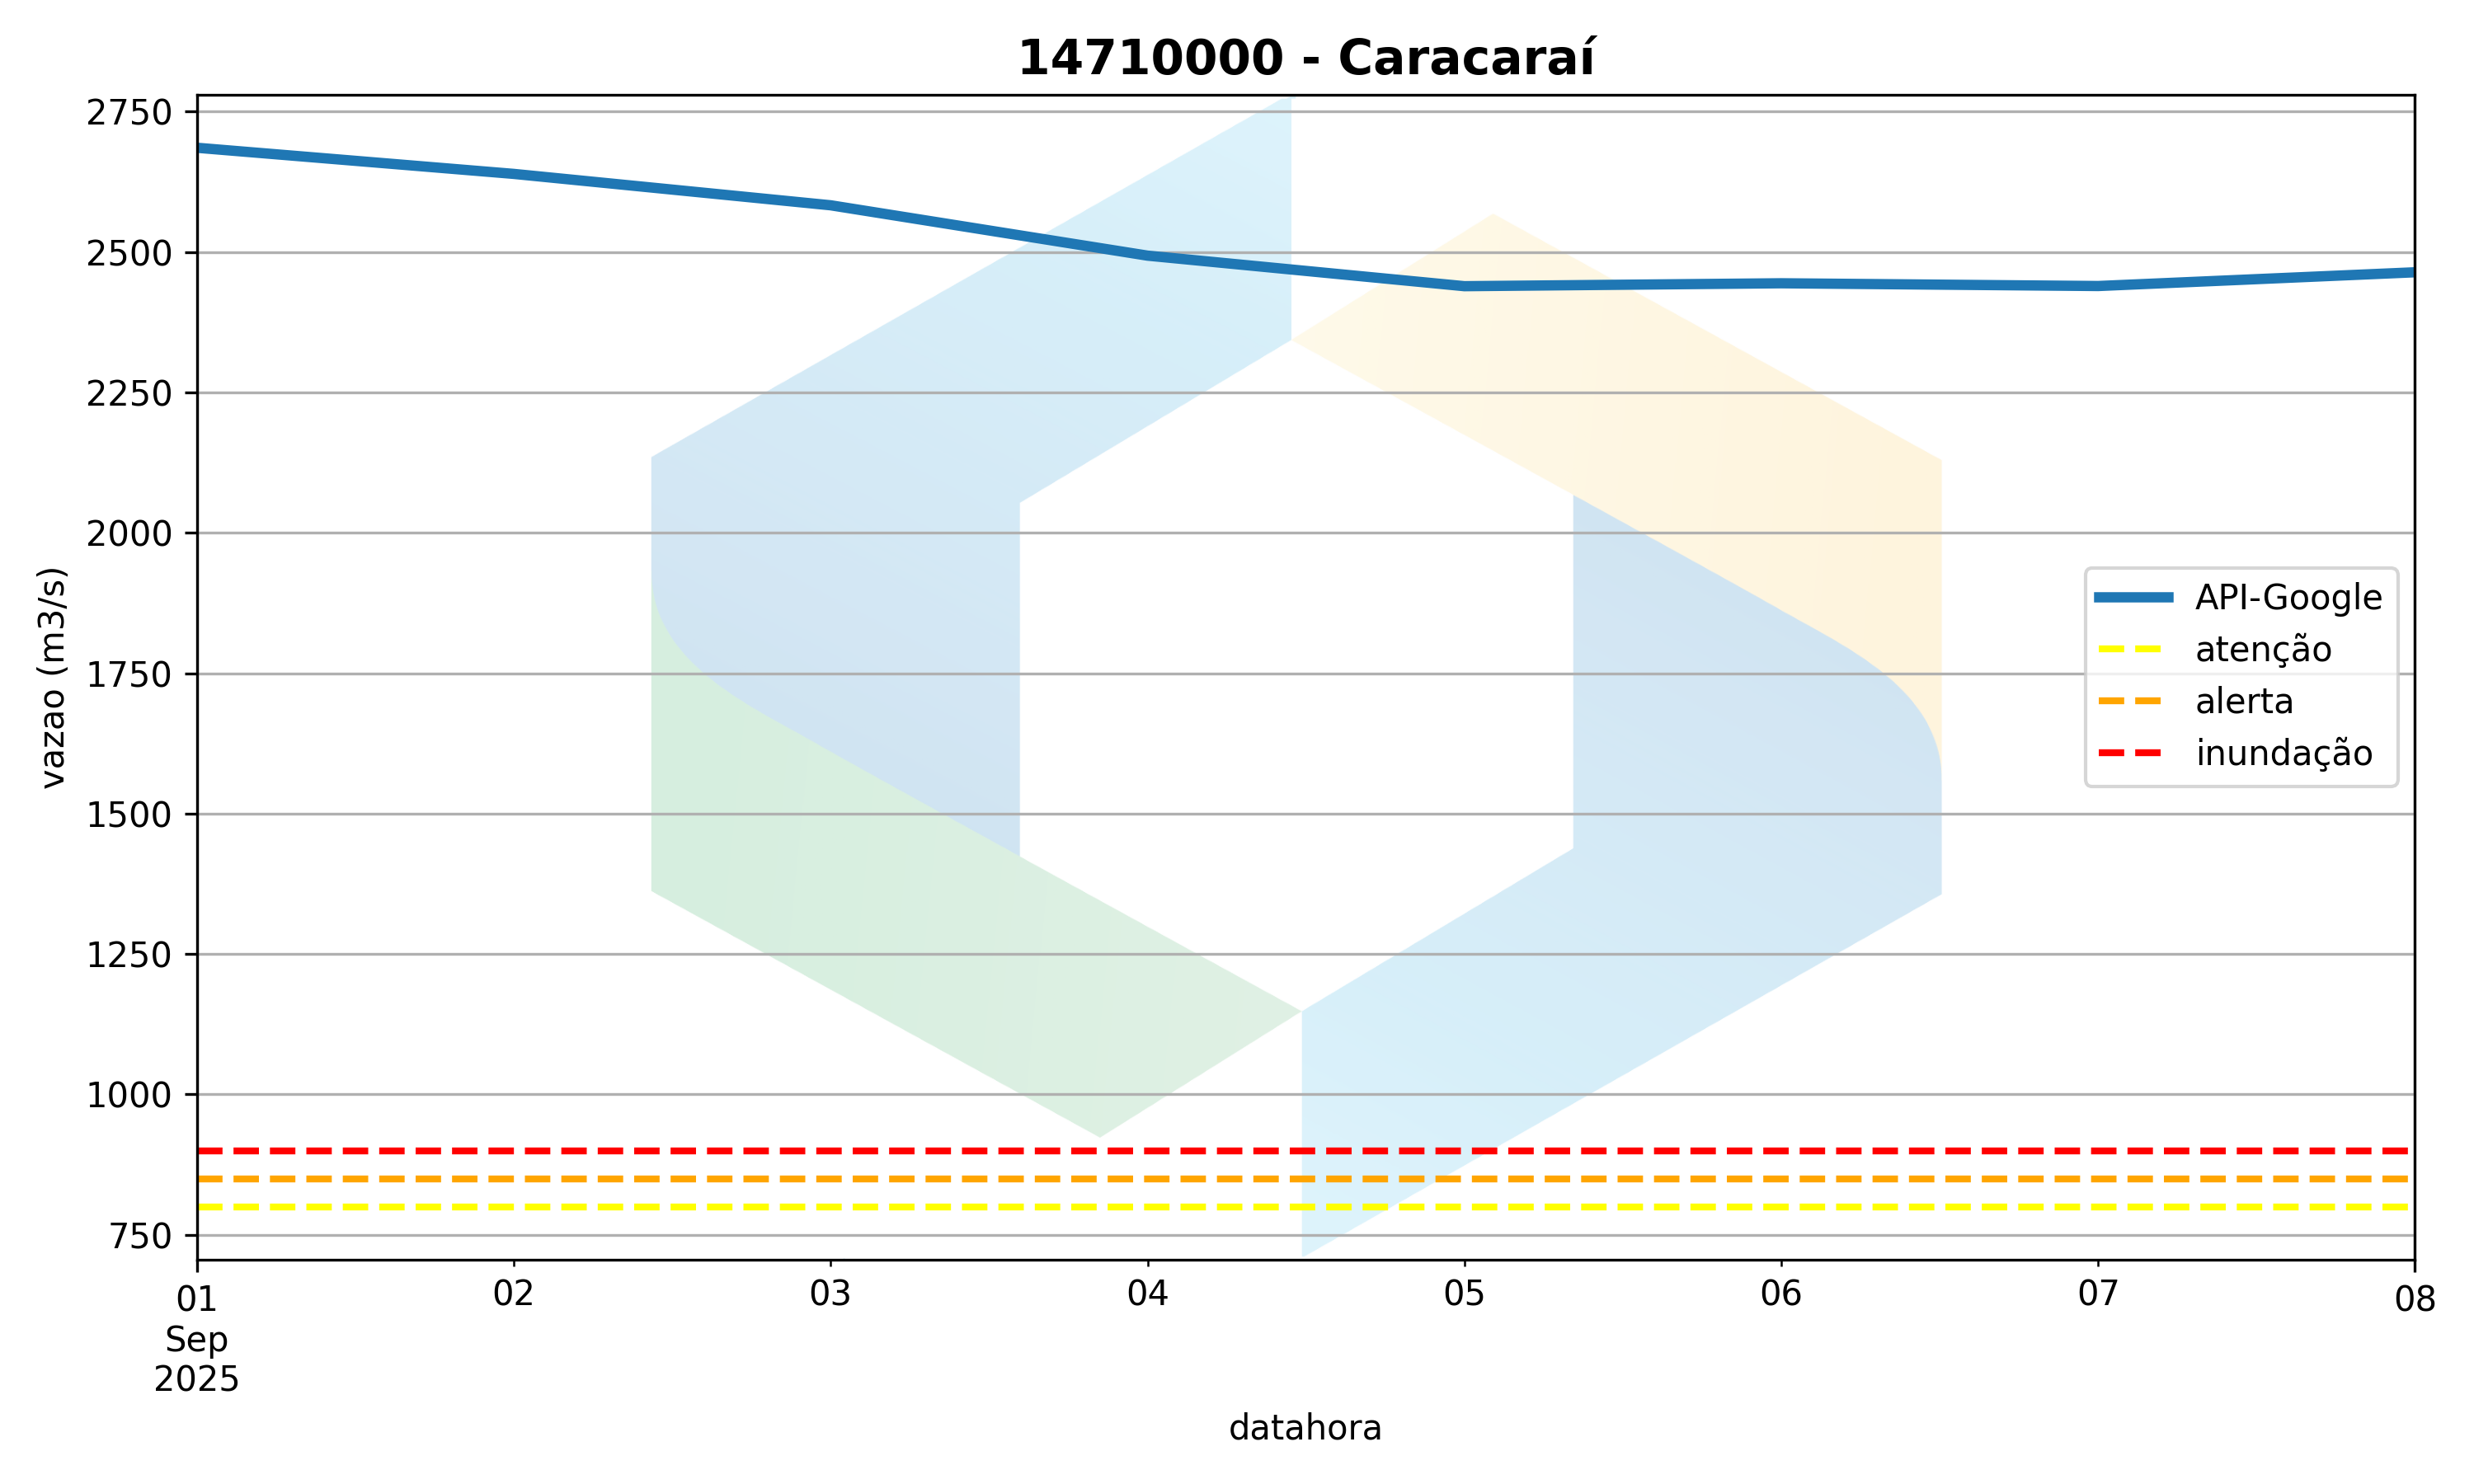 14710000 - Caracaraí
2750
2500
2250
2000
1750
1500
1250
1000
750
vazao (m3/s)
API-Google
atenção
alerta
inundação
01
Sep
2025
02
03
04
05
06
07
08
datahora